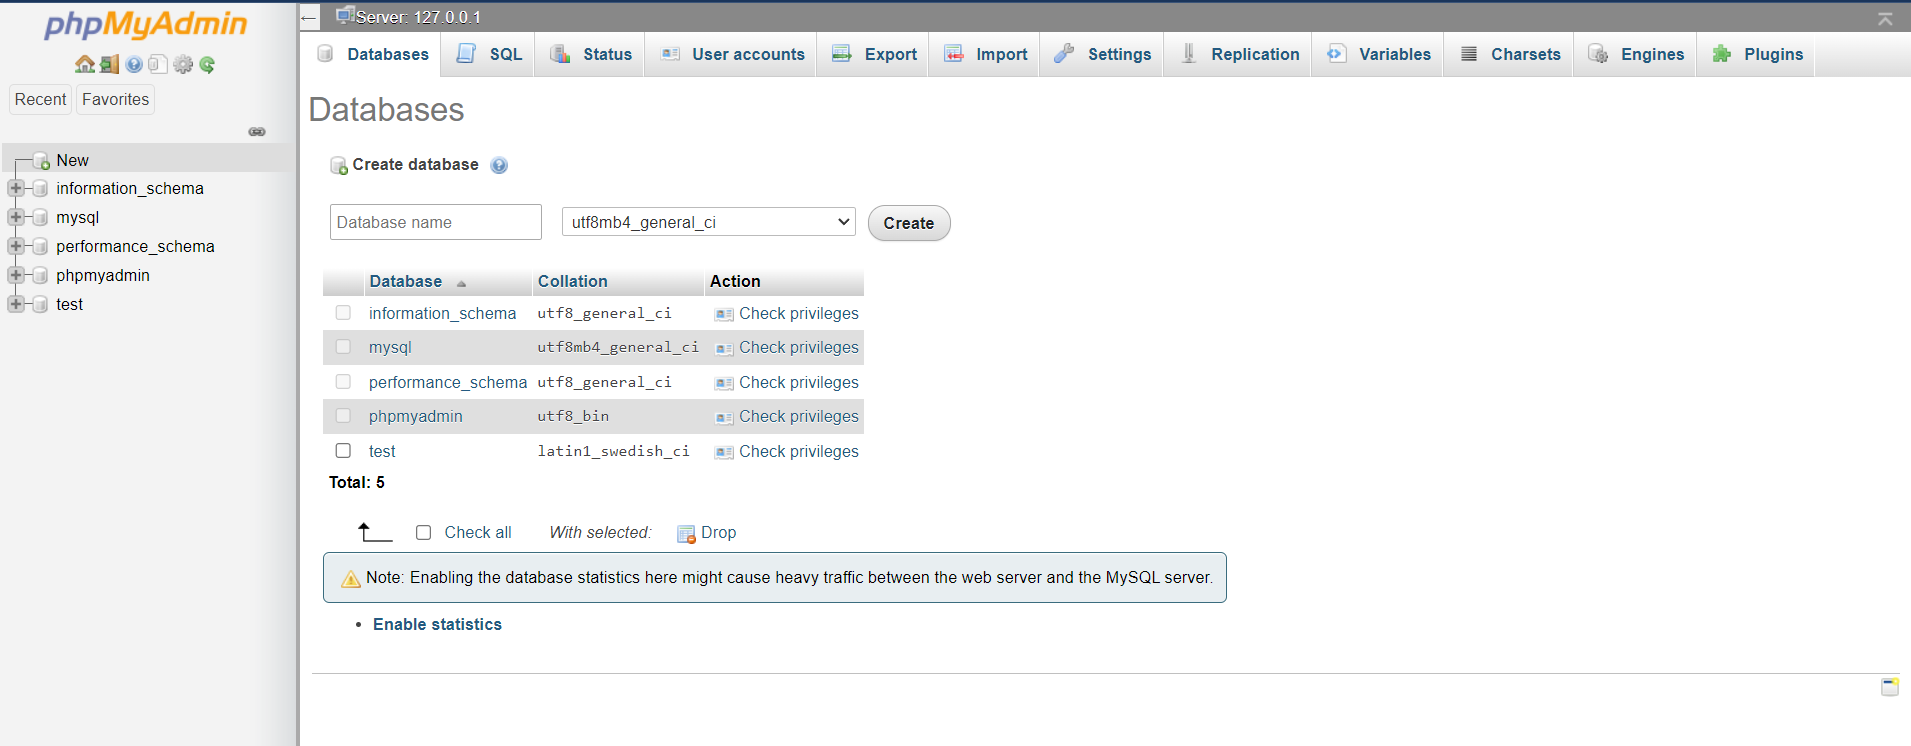 phpMyAdmin
Recent Favorites
New
information_schema
mysql
performance_schema
phpmyadmin
test
Server: 127.0.0.1
Databases SQL Status User accounts Export Import Settings Replication Variables Charsets Engines Plugins
Databases
Create database
Database name utf8mb4_general_ci Create
Database Collation Action
information_schema utf8_general_ci Check privileges
mysql utf8mb4_general_ci Check privileges
performance_schema utf8_general_ci Check privileges
phpmyadmin utf8_bin Check privileges
test latin1_swedish_ci Check privileges
Total: 5
Check all With selected: Drop
Note: Enabling the database statistics here might cause heavy traffic between the web server and the MySQL server.
• Enable statistics